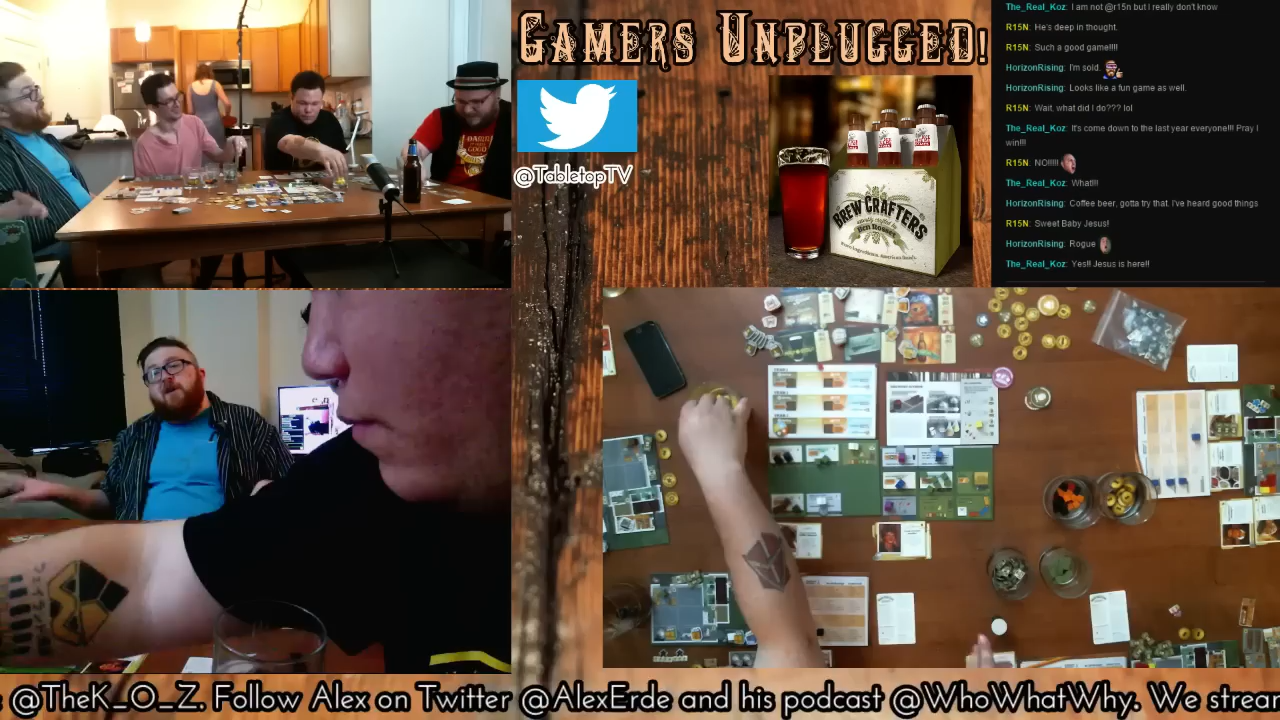 GAMERS UNPLUGGED!
@TabletopTV
BREW CRAFTERS
Ben Rosset
The_Real_Koz: I am not @r15n but I really don't know
R15N: He's deep in thought.
R15N: Such a good game!!!!
HorizonRising: I'm sold.
HorizonRising: Looks like a fun game as well.
R15N: Wait, what did I do??? lol
The_Real_Koz: It's come down to the last year everyone!!! Pray I
win!!!
R15N: NO!!!!!
The_Real_Koz: What!!!
HorizonRising: Coffee beer, gotta try that. I've heard good things
R15N: Sweet Baby Jesus!
HorizonRising: Rogue
The_Real_Koz: Yes!! Jesus is here!!
@TheK_O_Z. Follow Alex on Twitter @AlexErde and his podcast @WhoWhatWhy. We strear